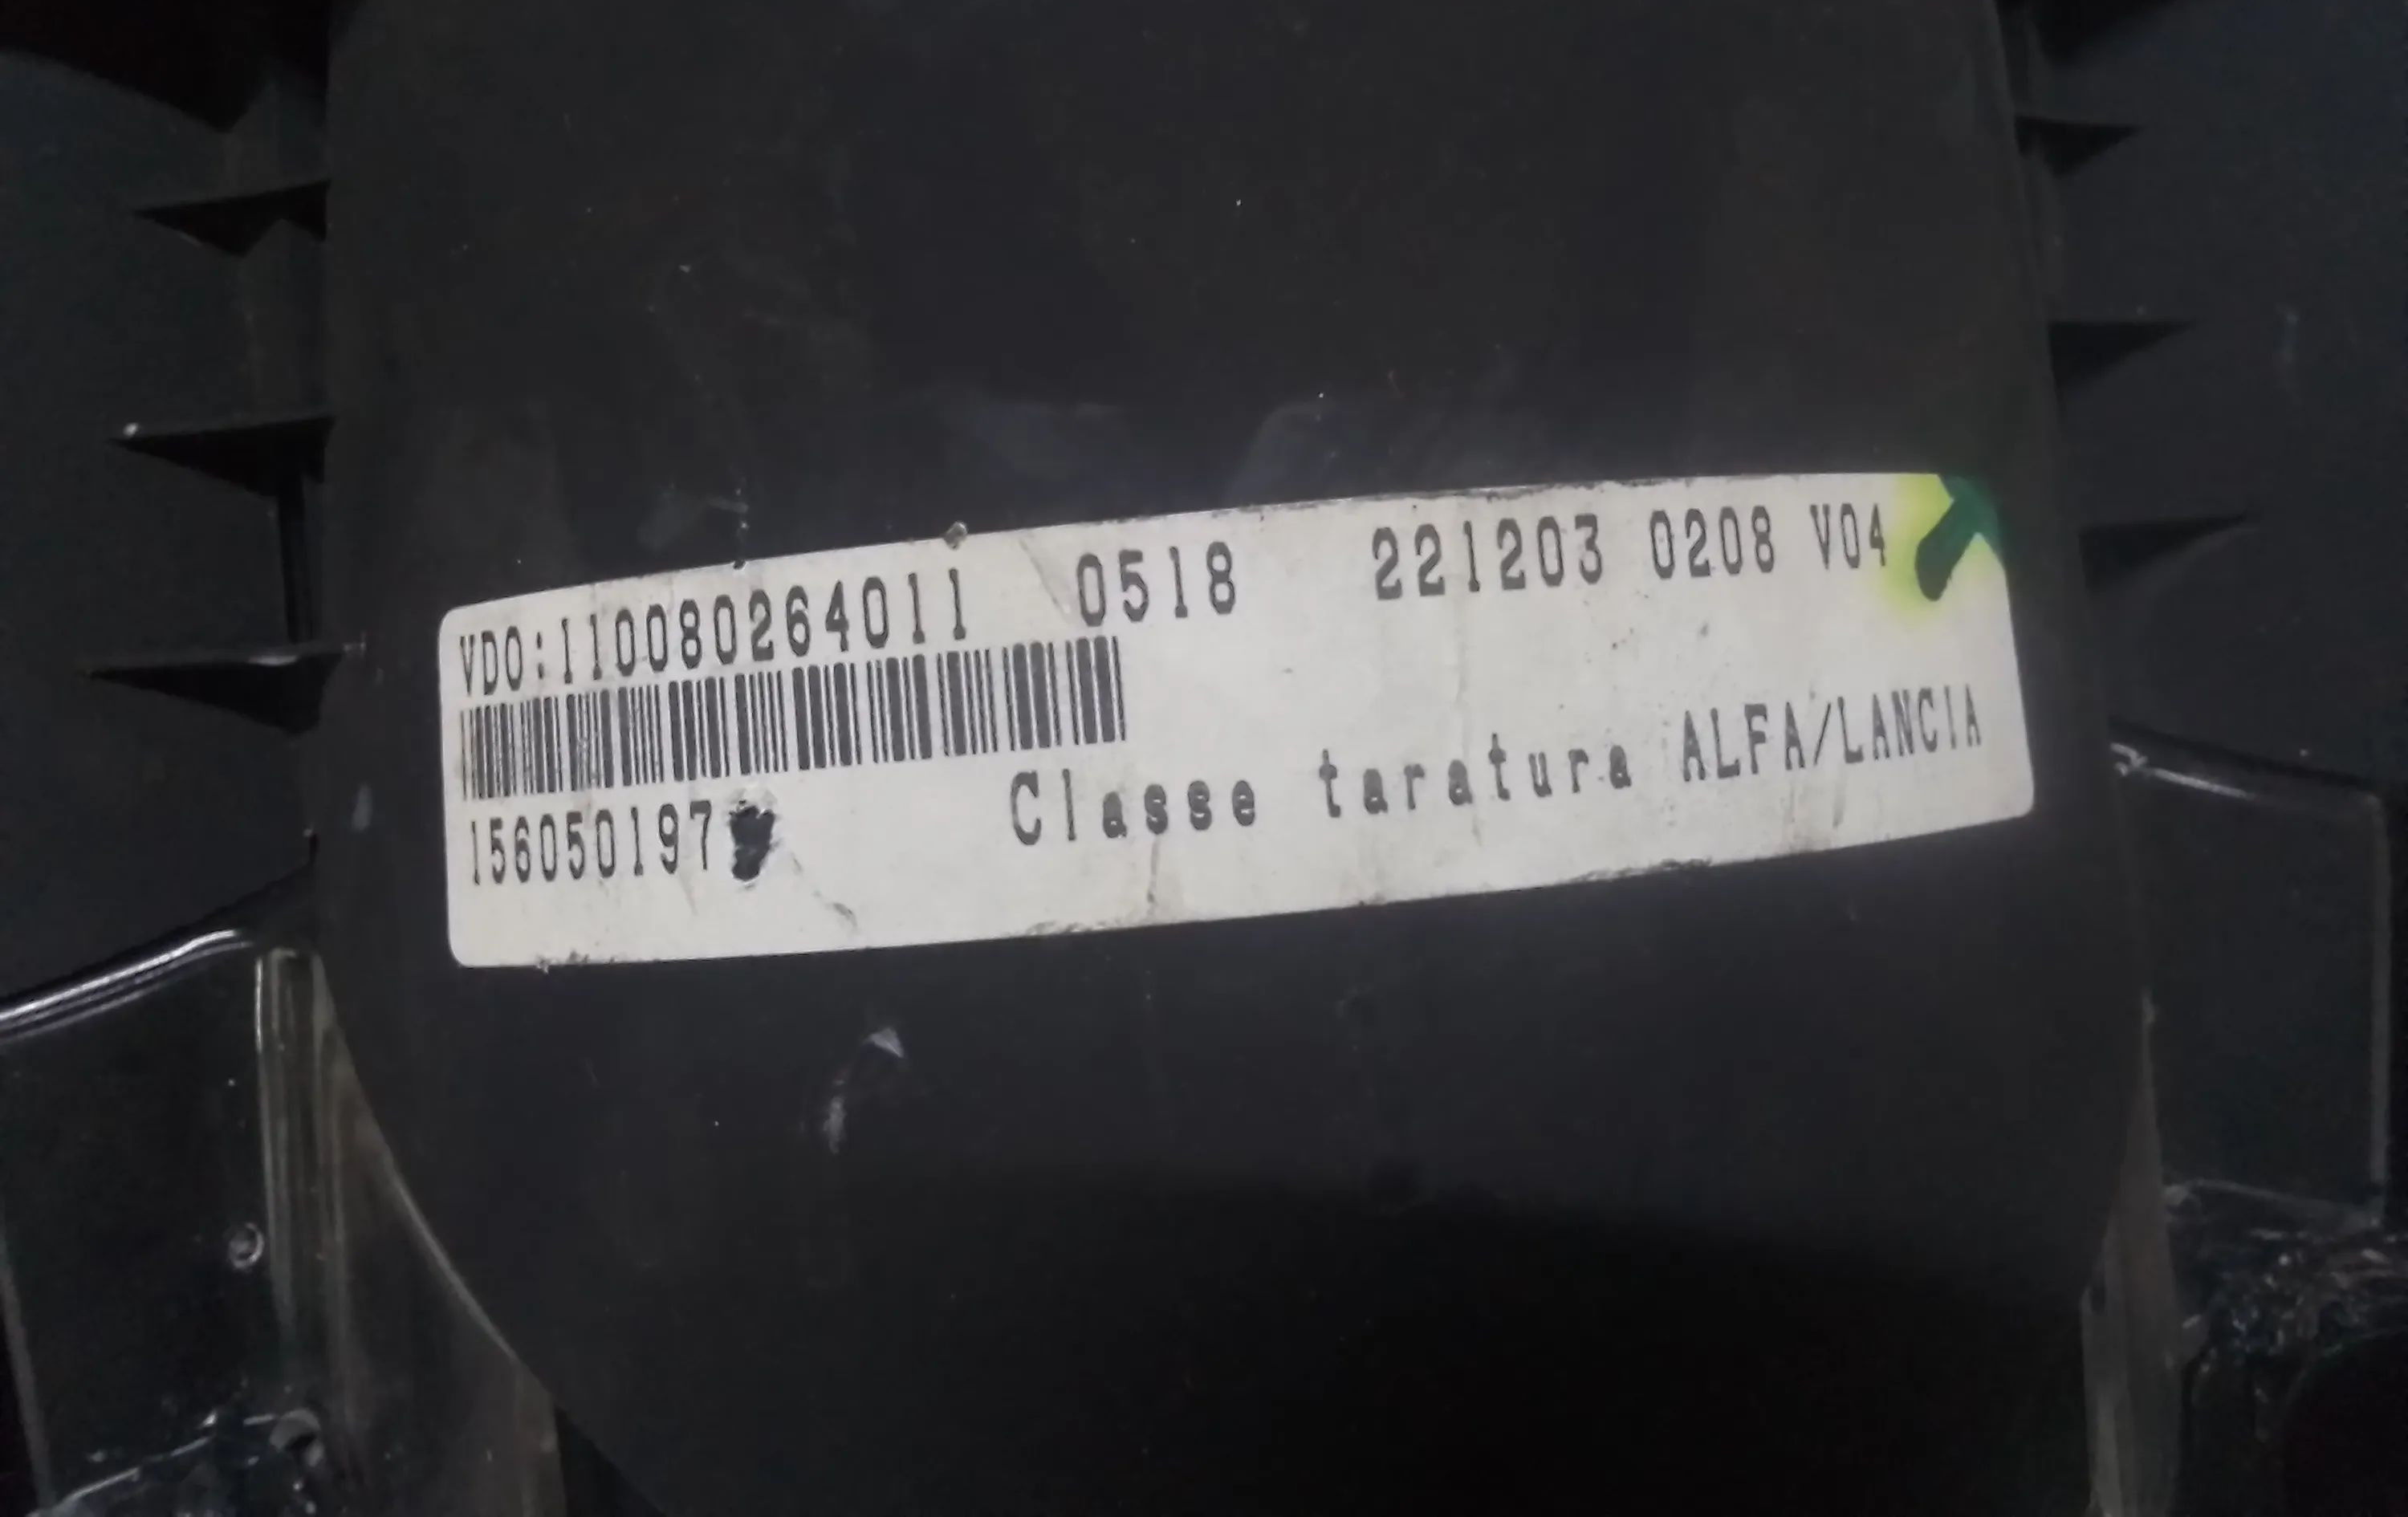 VDO:110080264011 0518 221203 0208 V04
156050197 Classe taratura ALFA/LANCIA